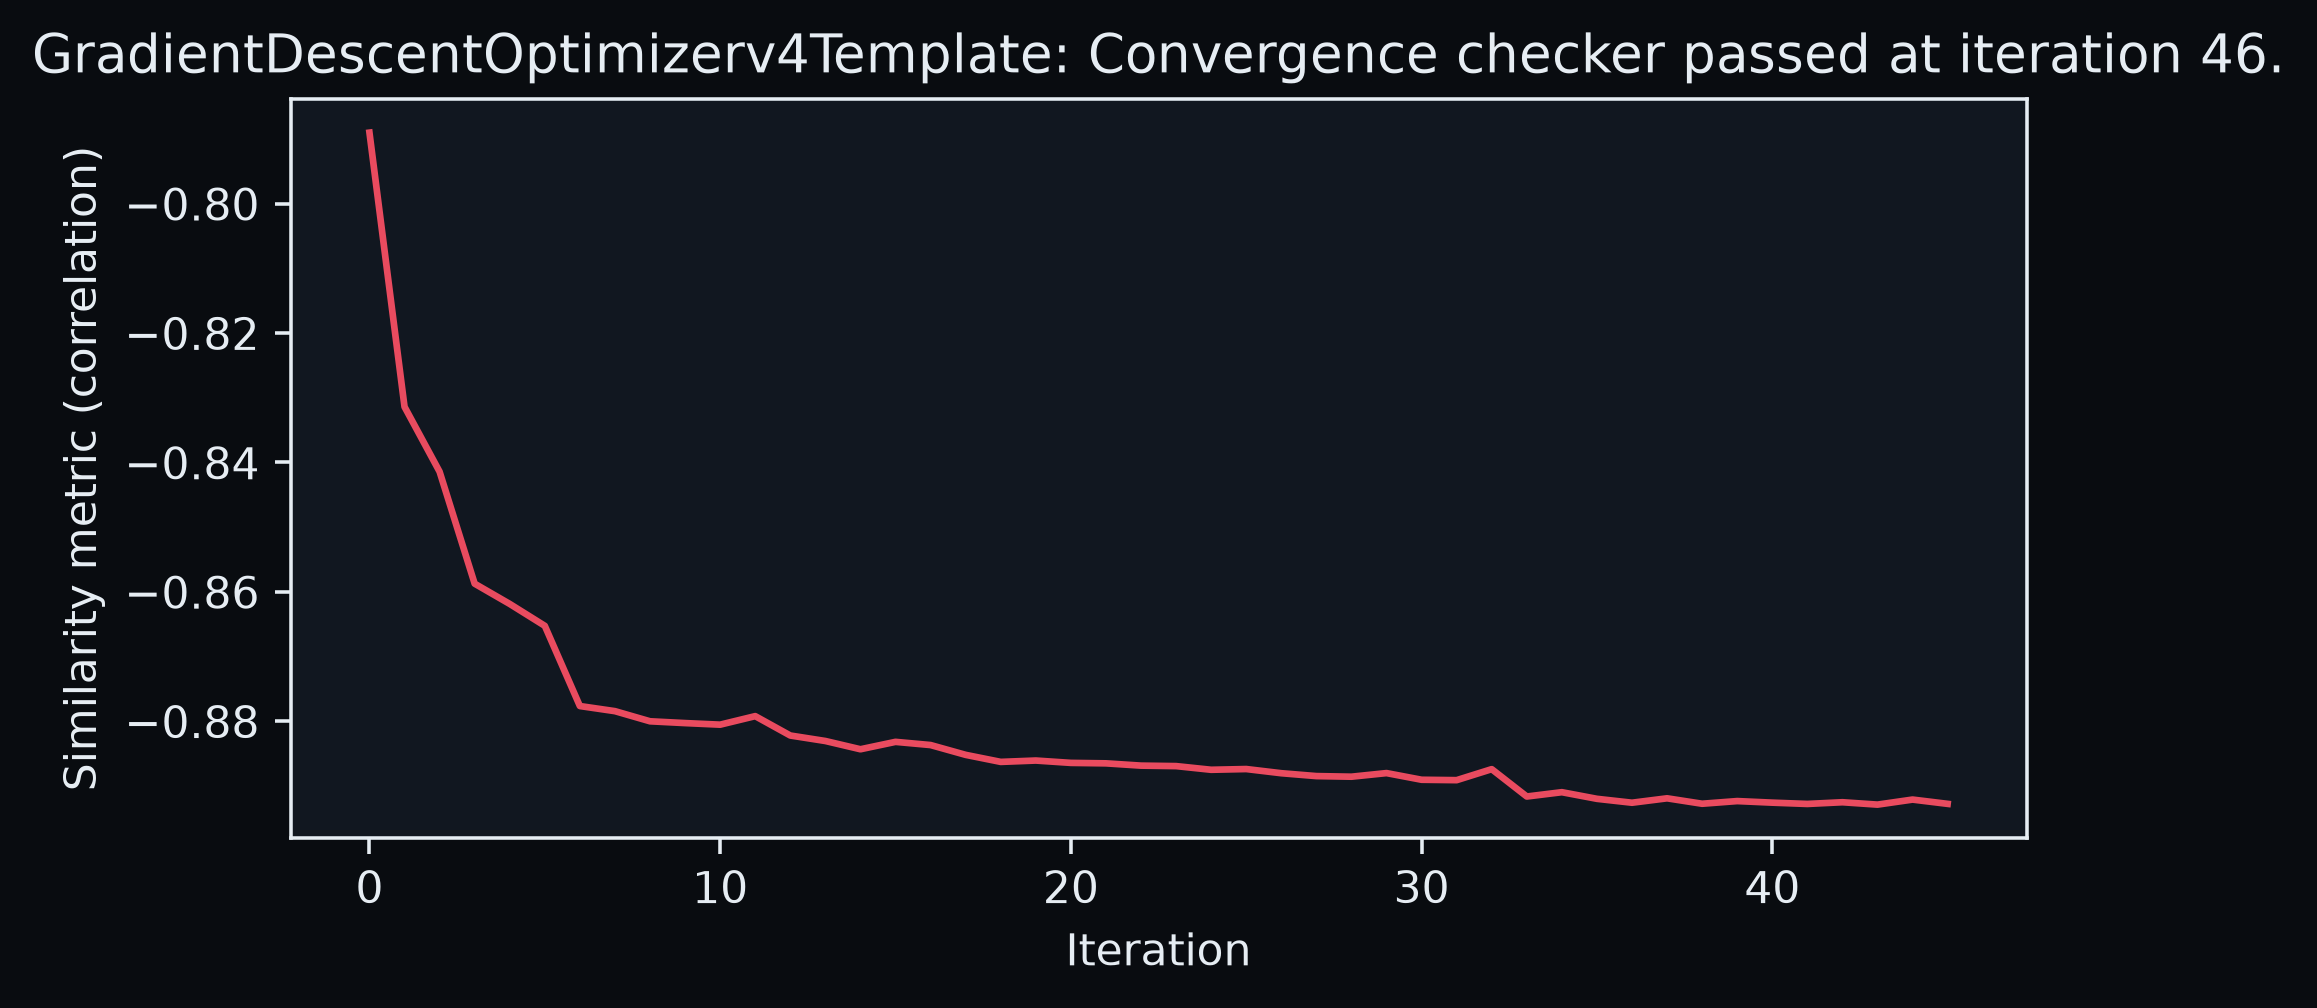 GradientDescentOptimizerv4Template: Convergence checker passed at iteration 46.
Similarity metric (correlation)
−0.80
−0.82
−0.84
−0.86
−0.88
0 10 20 30 40
Iteration